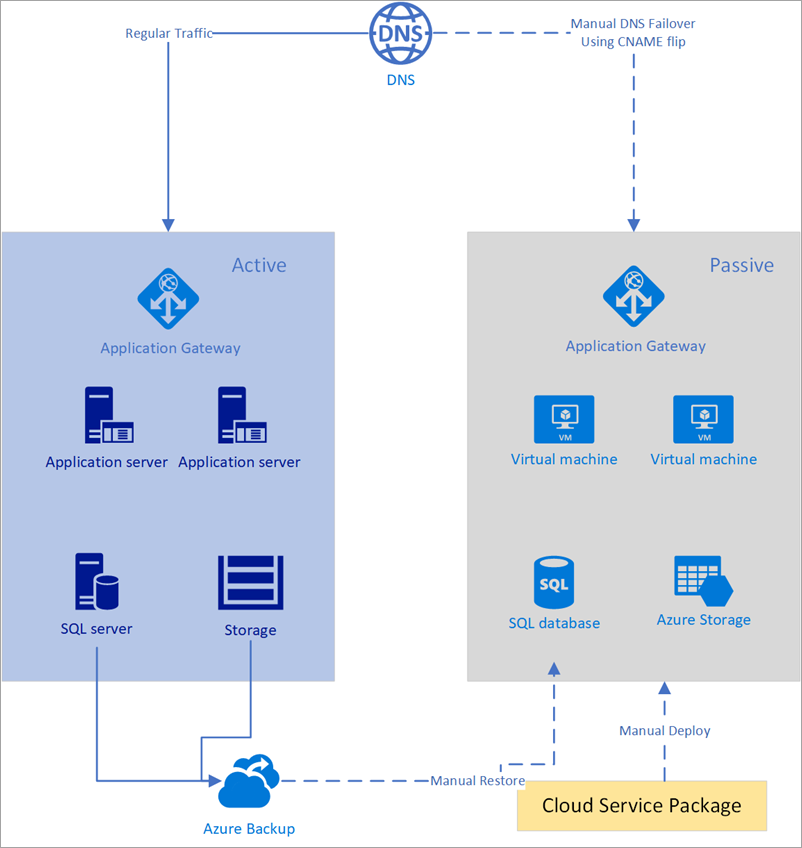 DNS
Regular Traffic
Manual DNS Failover
Using CNAME flip
DNS
Active
Passive
Application Gateway
Application Gateway
VM
VM
Application server
Application server
Virtual machine
Virtual machine
SQL
SQL server
Storage
SQL database
Azure Storage
Manual Deploy
Manual Restore
Cloud Service Package
Azure Backup